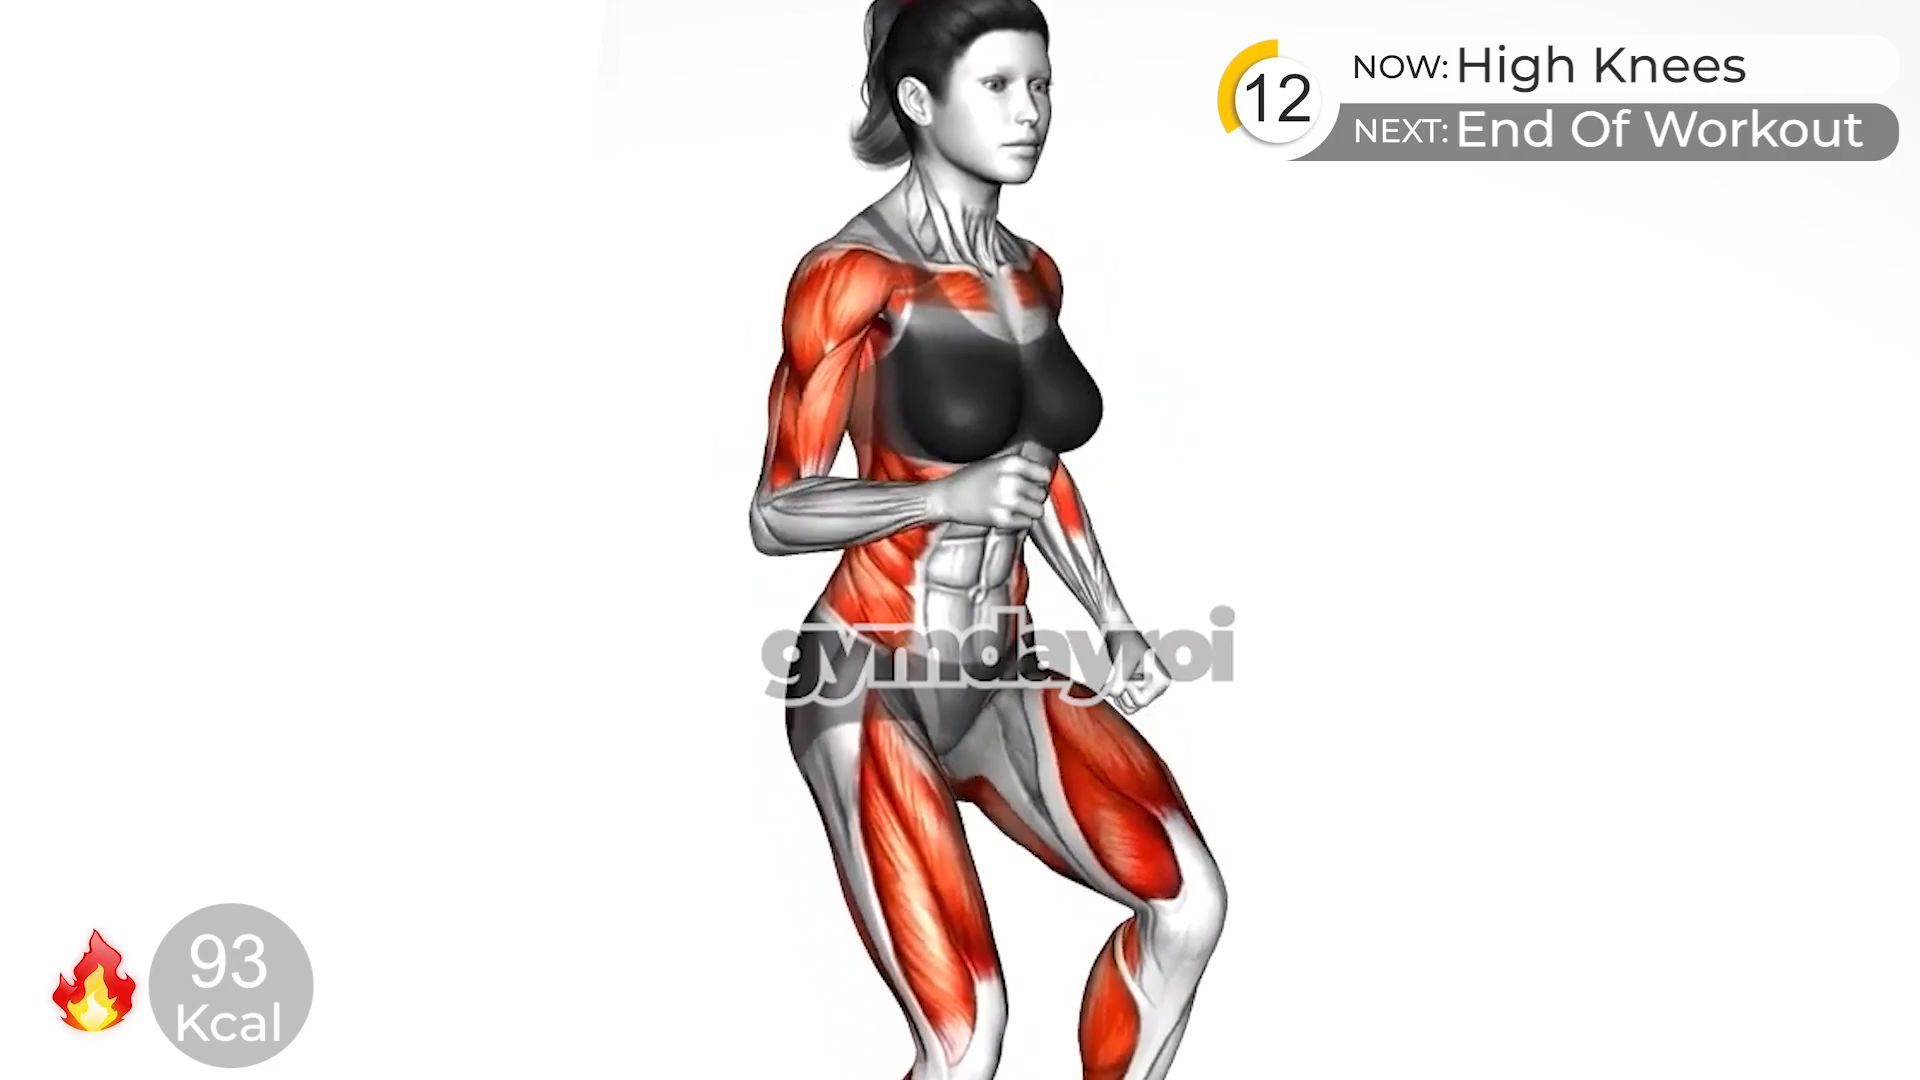 12
NOW: High Knees
NEXT: End Of Workout
gymdayroi
93
Kcal